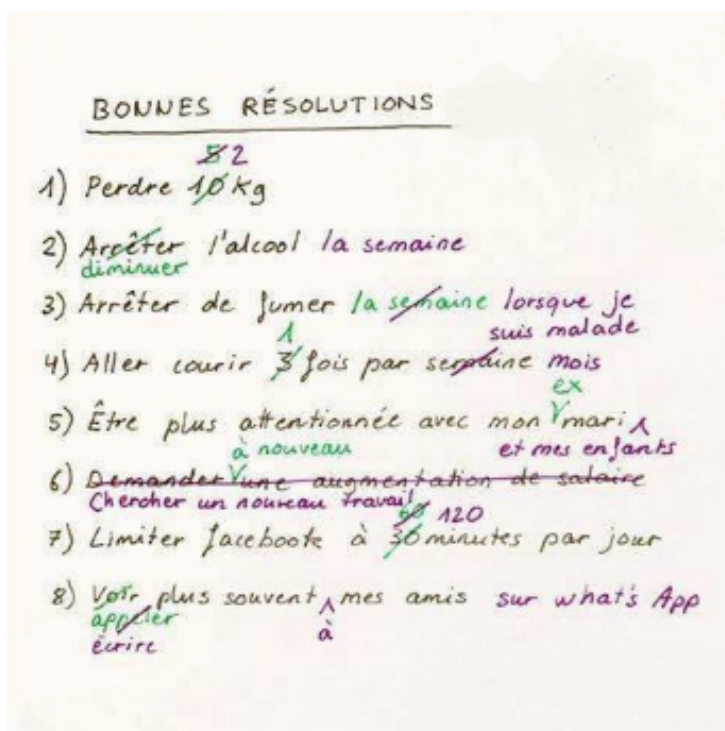 BONNES RÉSOLUTIONS
5 2
1) Perdre 10 kg
2) Arrêter l'alcool la semaine
diminuer
3) Arrêter de fumer la semaine lorsque je
1 suis malade
4) Aller courir 3 fois par semaine mois
ex
5) Être plus attentionnée avec mon mari
à nouveau et mes enfants
6) Demander une augmentation de salaire
Chercher un nouveau travail
60 120
7) Limiter facebook à 30 minutes par jour
8) Voir plus souvent mes amis sur what's App
appeler
écrire à